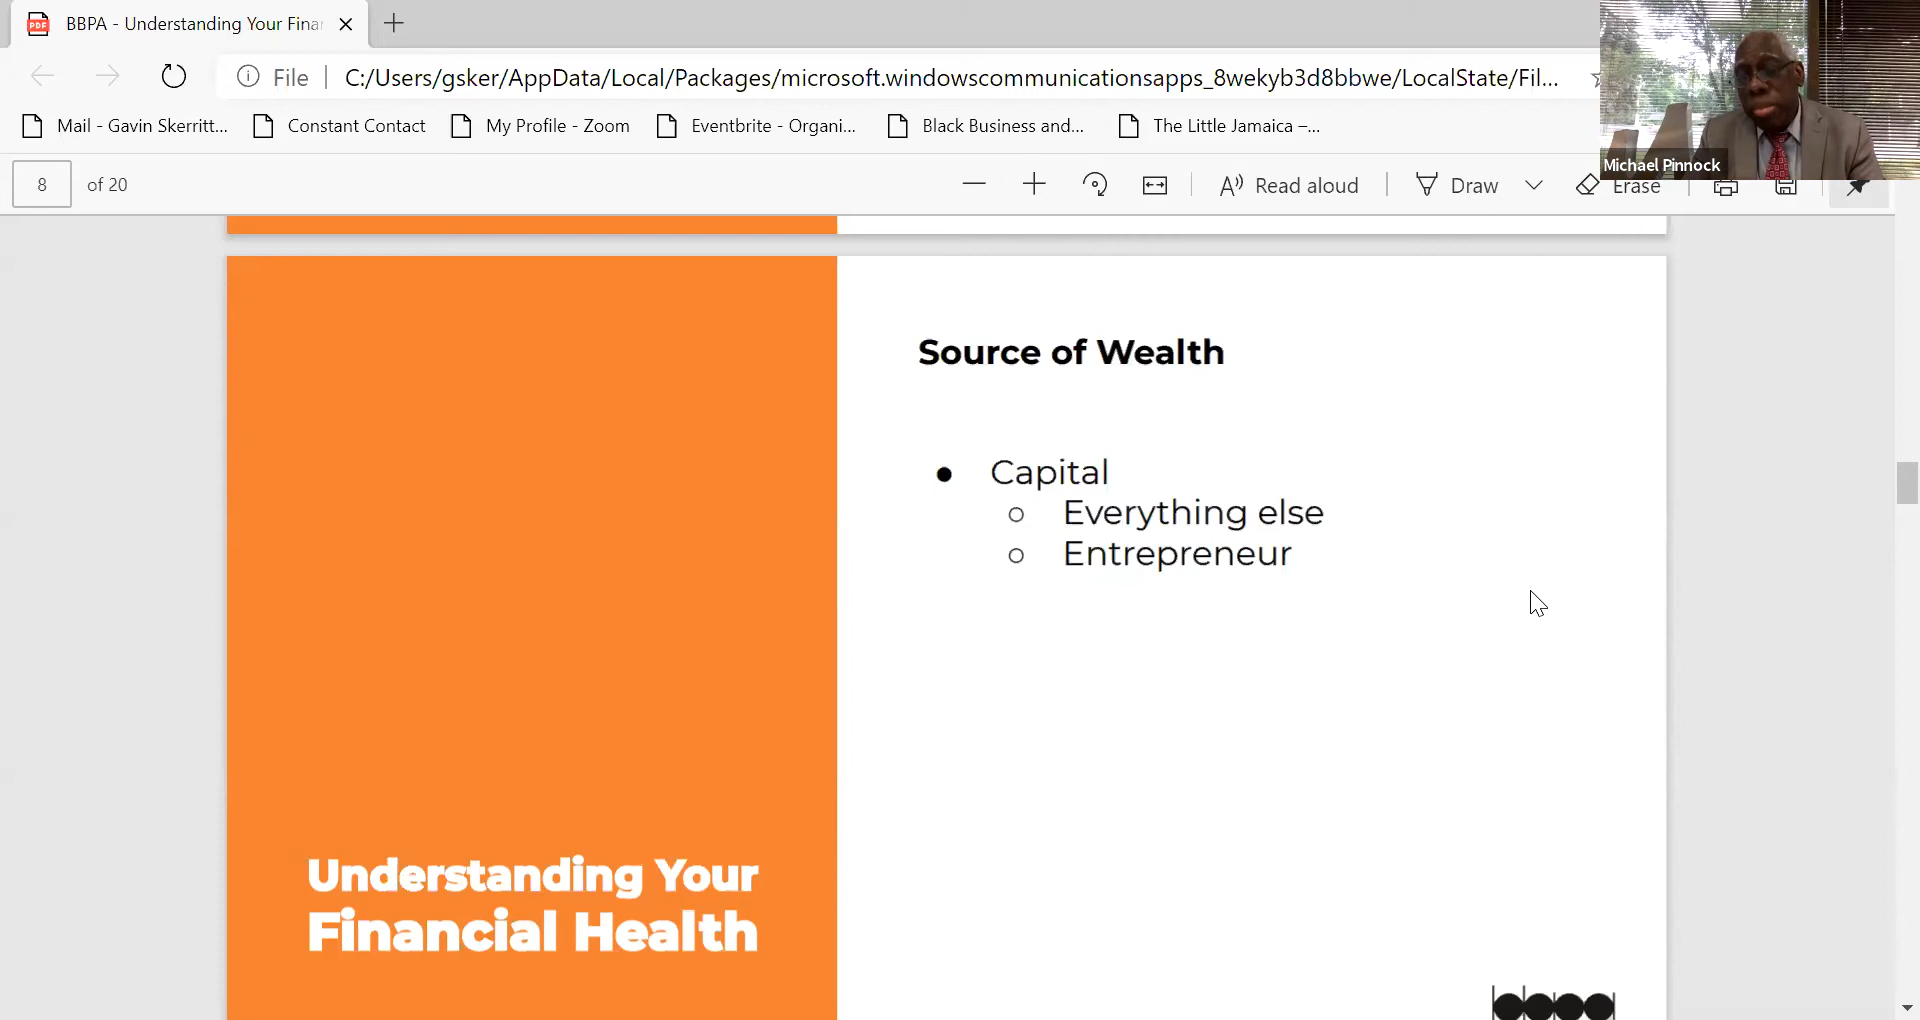 BBPA - Understanding Your Fina
File
C:/Users/gsker/AppData/Local/Packages/microsoft.windowscommunicationsapps_8wekyb3d8bbwe/LocalState/Fil...
Mail - Gavin Skerritt...
Constant Contact
My Profile - Zoom
Eventbrite - Organi...
Black Business and...
The Little Jamaica –...
Michael Pinnock
8 of 20
Read aloud
Draw
Erase
Source of Wealth
Capital
Everything else
Entrepreneur
Understanding Your
Financial Health